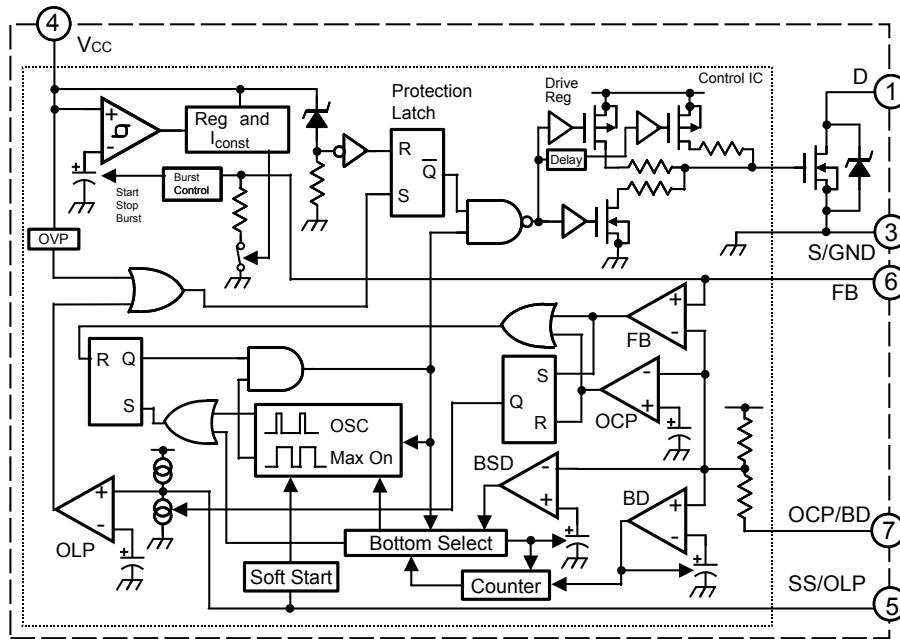 4
VCC
Control IC
D
1
Drive
Reg
Protection
Latch
+
-
Reg and
Iconst
R
Q
S
Delay
+
Start
Stop
Burst
Burst
Control
OVP
S/GND
3
6
FB
+
-
FB
R
Q
S
S
Q
R
-
+
OCP
+
OSC
Max On
BSD
-
+
+
BD
+
-
+
OCP/BD
7
+
-
OLP
+
Bottom Select
Soft Start
Counter
SS/OLP
5